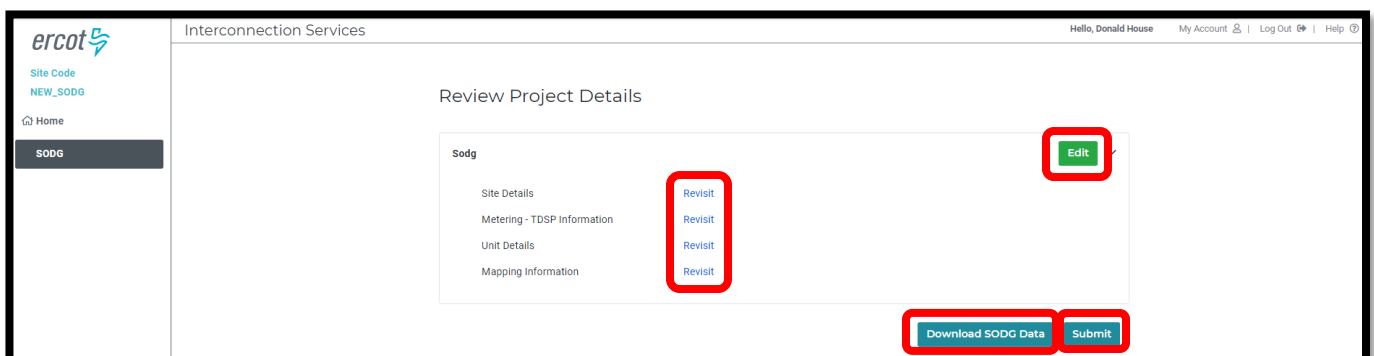 ercot
Interconnection Services
Hello, Donald House My Account | Log Out | Help
Site Code
NEW_SODG
Home
SODG
Review Project Details
Sodg Edit
Site Details Revisit
Metering - TDSP Information Revisit
Unit Details Revisit
Mapping Information Revisit
Download SODG Data Submit